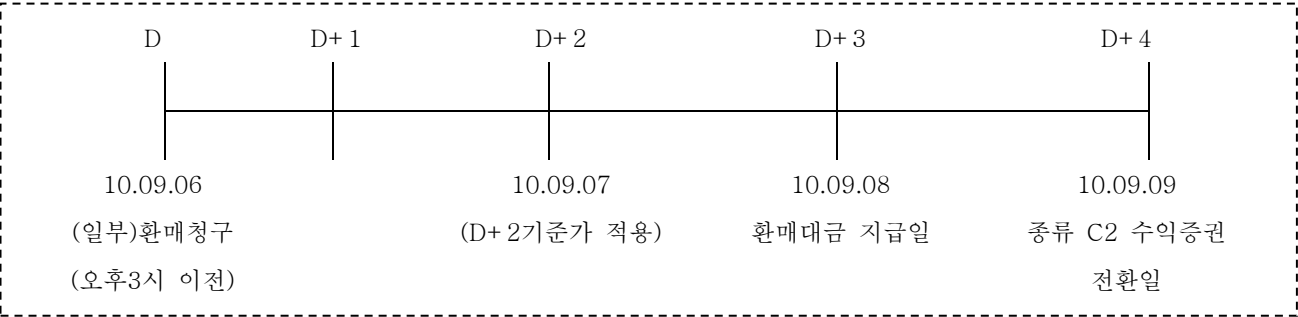 D D+1 D+2 D+3 D+4
10.09.06 10.09.07 10.09.08 10.09.09
(일부)환매청구 (D+2기준가 적용) 환매대금 지급일 종류 C2 수익증권
(오후3시 이전) 전환일